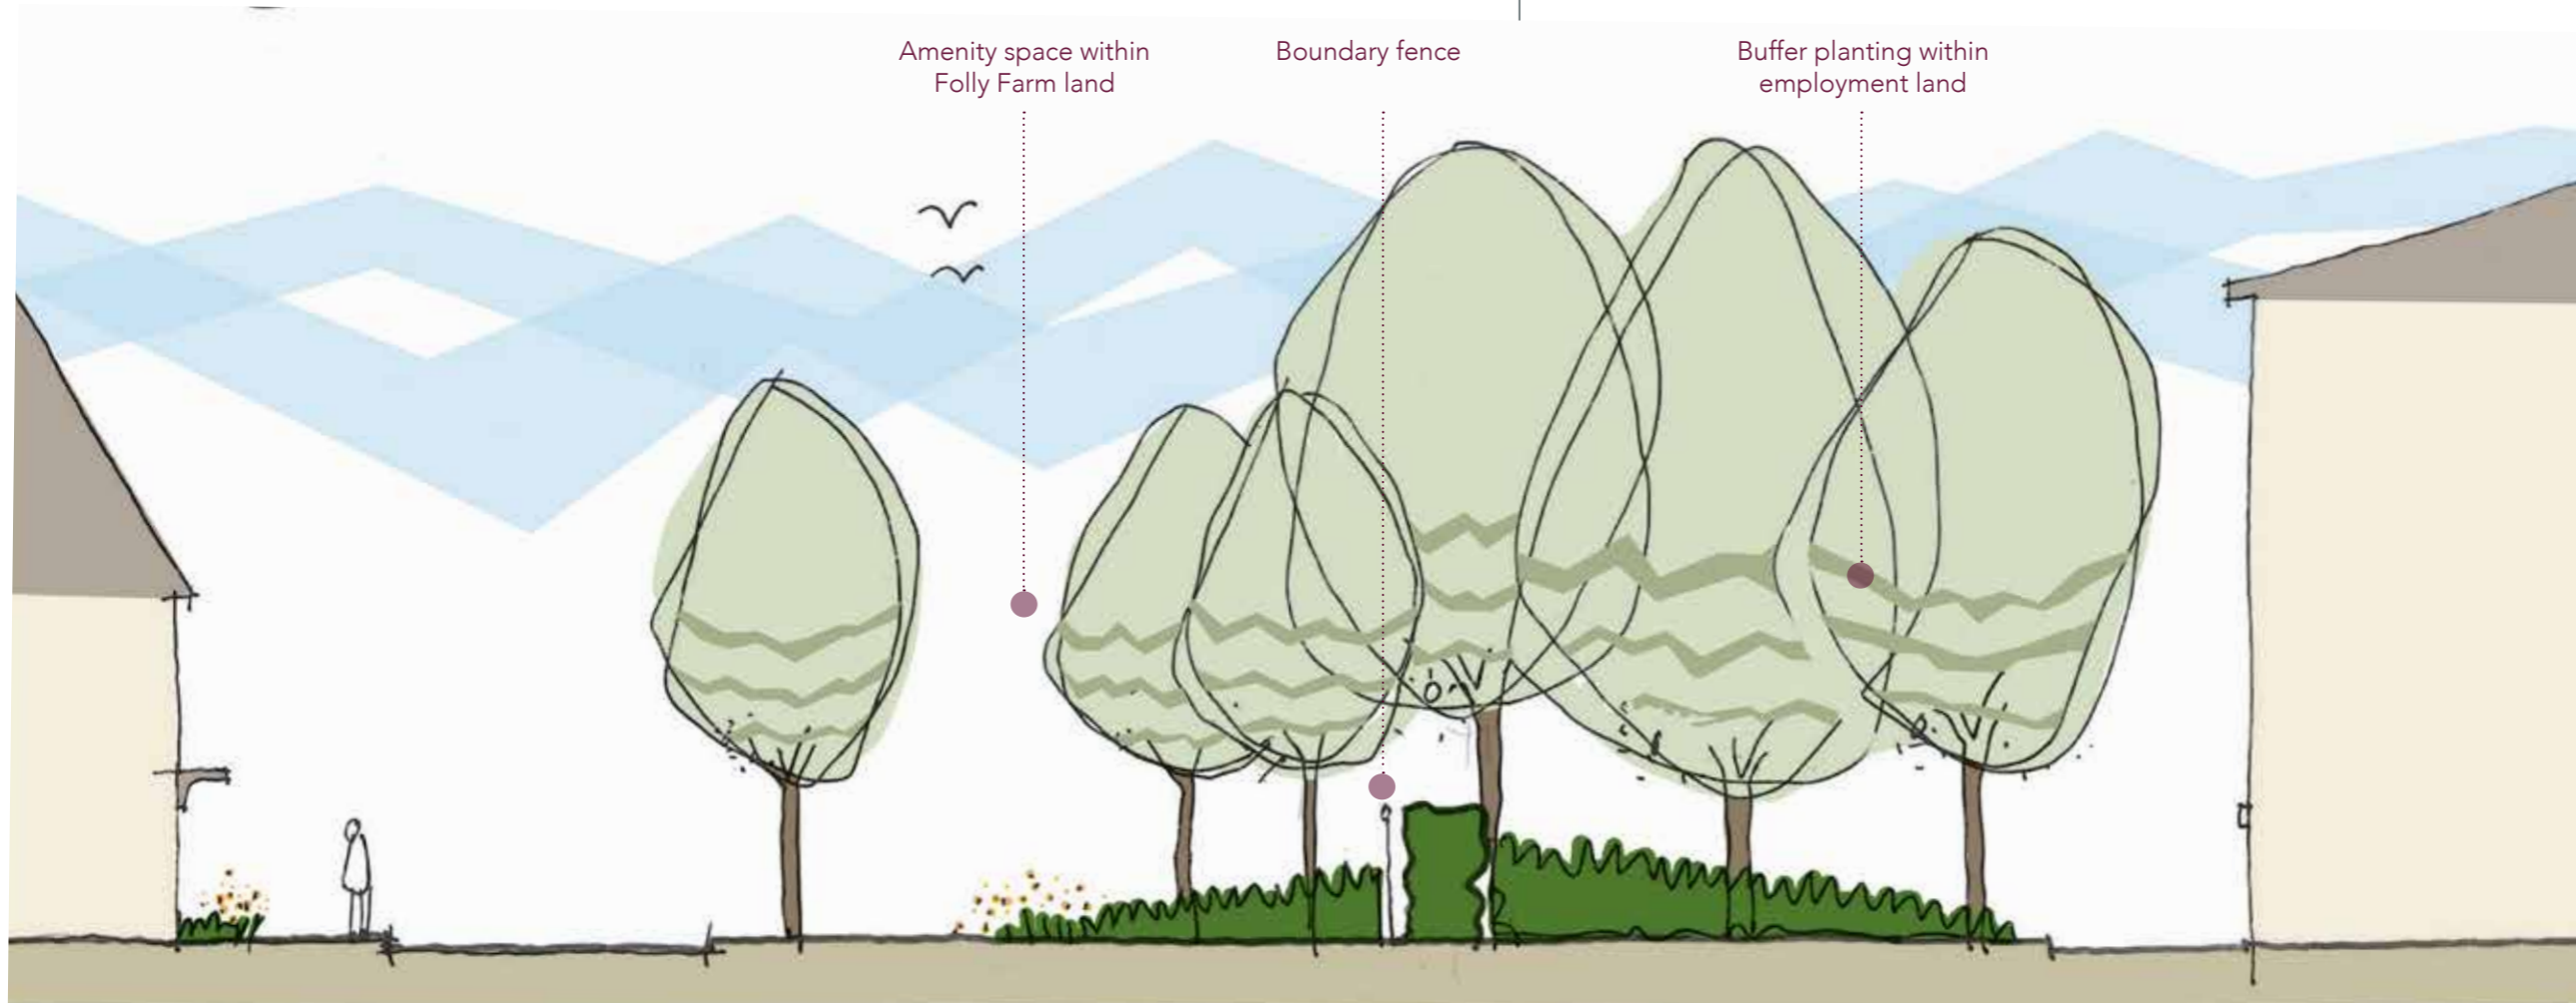 Amenity space within
Folly Farm land
Boundary fence
Buffer planting within
employment land